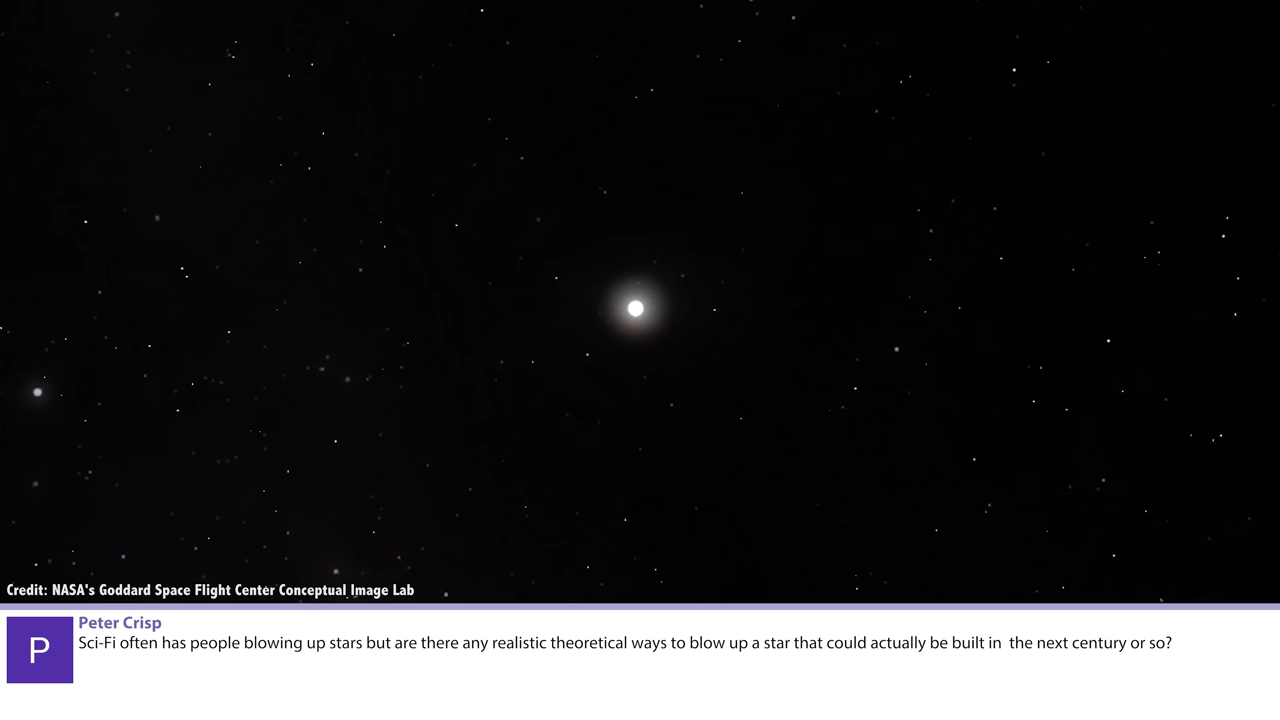 Credit: NASA's Goddard Space Flight Center Conceptual Image Lab
P
Peter Crisp
Sci-Fi often has people blowing up stars but are there any realistic theoretical ways to blow up a star that could actually be built in  the next century or so?